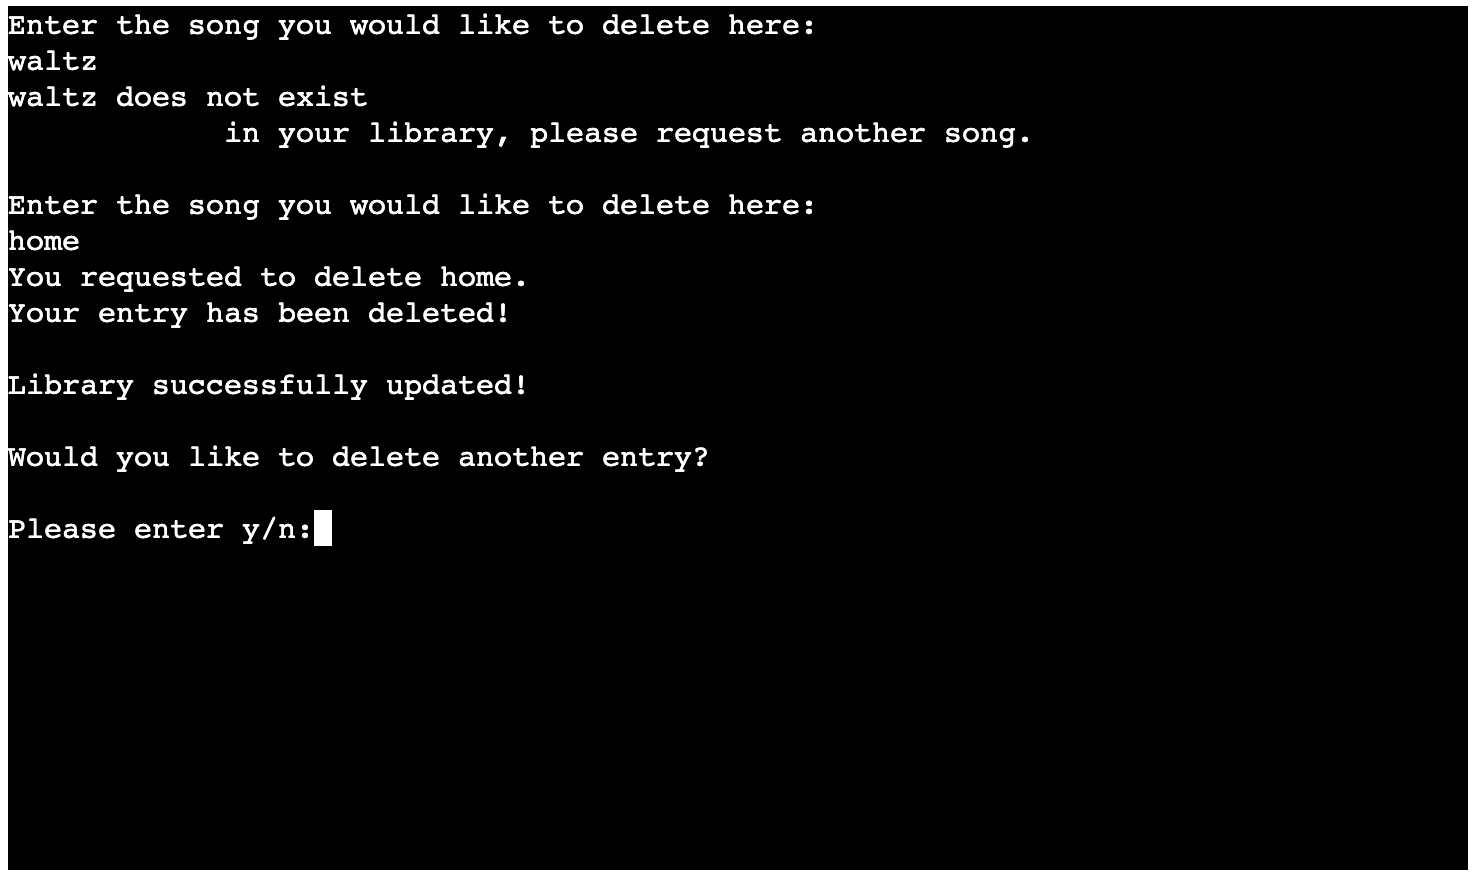 Enter the song you would like to delete here:
waltz
waltz does not exist
in your library, please request another song.
Enter the song you would like to delete here:
home
You requested to delete home.
Your entry has been deleted!
Library successfully updated!
Would you like to delete another entry?
Please enter y/n: